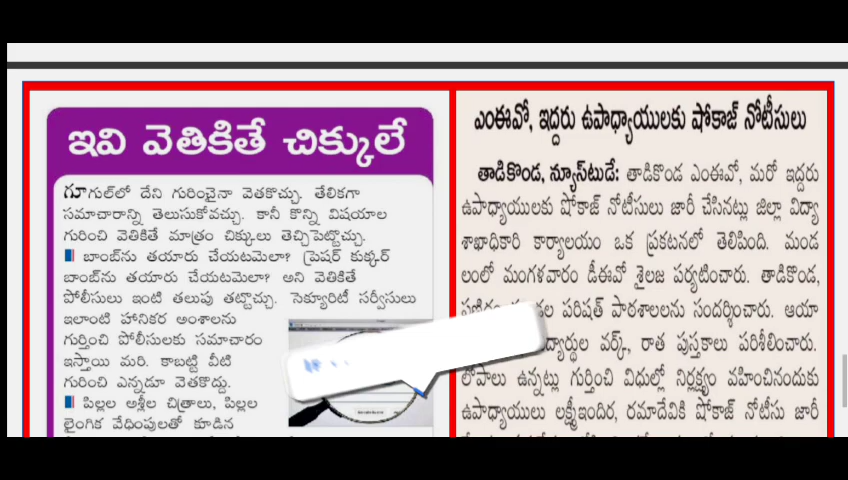 ఇవి వెతికితే చిక్కులే
గూగుల్‌లో దేని గురించైనా వెతకొచ్చు. తేలికగా
సమాచారాన్ని తెలుసుకోవచ్చు. కానీ కొన్ని విషయాల
గురించి వెతికితే మాత్రం చిక్కులు తెచ్చిపెట్టొచ్చు.
బాంబ్‌ను తయారు చేయటమెలా? ప్రెషర్ కుక్కర్
బాంబ్‌ను తయారు చేయటమెలా? అని వెతికితే
పోలీసులు ఇంటి తలుపు తట్టొచ్చు. సెక్యూరిటీ సర్వీసులు
ఇలాంటి హానికర అంశాలను
గుర్తించి పోలీసులకు సమాచారం
ఇస్తాయి మరి. కాబట్టి వీటి
గురించి ఎన్నడూ వెతకొద్దు.
పిల్లల అశ్లీల చిత్రాలు, పిల్లల
లైంగిక వేధింపులతో కూడిన
ఎంఈవో, ఇద్దరు ఉపాధ్యాయులకు షోకాజ్ నోటీసులు
తాడికొండ, న్యూస్‌టుడే: తాడికొండ ఎంఈవో, మరో ఇద్దరు
ఉపాధ్యాయులకు షోకాజ్ నోటీసులు జారీ చేసినట్లు జిల్లా విద్యా
శాఖాధికారి కార్యాలయం ఒక ప్రకటనలో తెలిపింది. మండ
లంలో మంగళవారం డీఈవో శైలజ పర్యటించారు. తాడికొండ,
పరిషత్ పాఠశాలలను సందర్శించారు. ఆయా
వర్క్, రాత పుస్తకాలు పరిశీలించారు.
లోపాలు ఉన్నట్లు గుర్తించి విధుల్లో నిర్లక్ష్యం వహించినందుకు
ఉపాధ్యాయులు లక్ష్మీఇందిర, రమాదేవికి షోకాజ్ నోటీసు జారీ